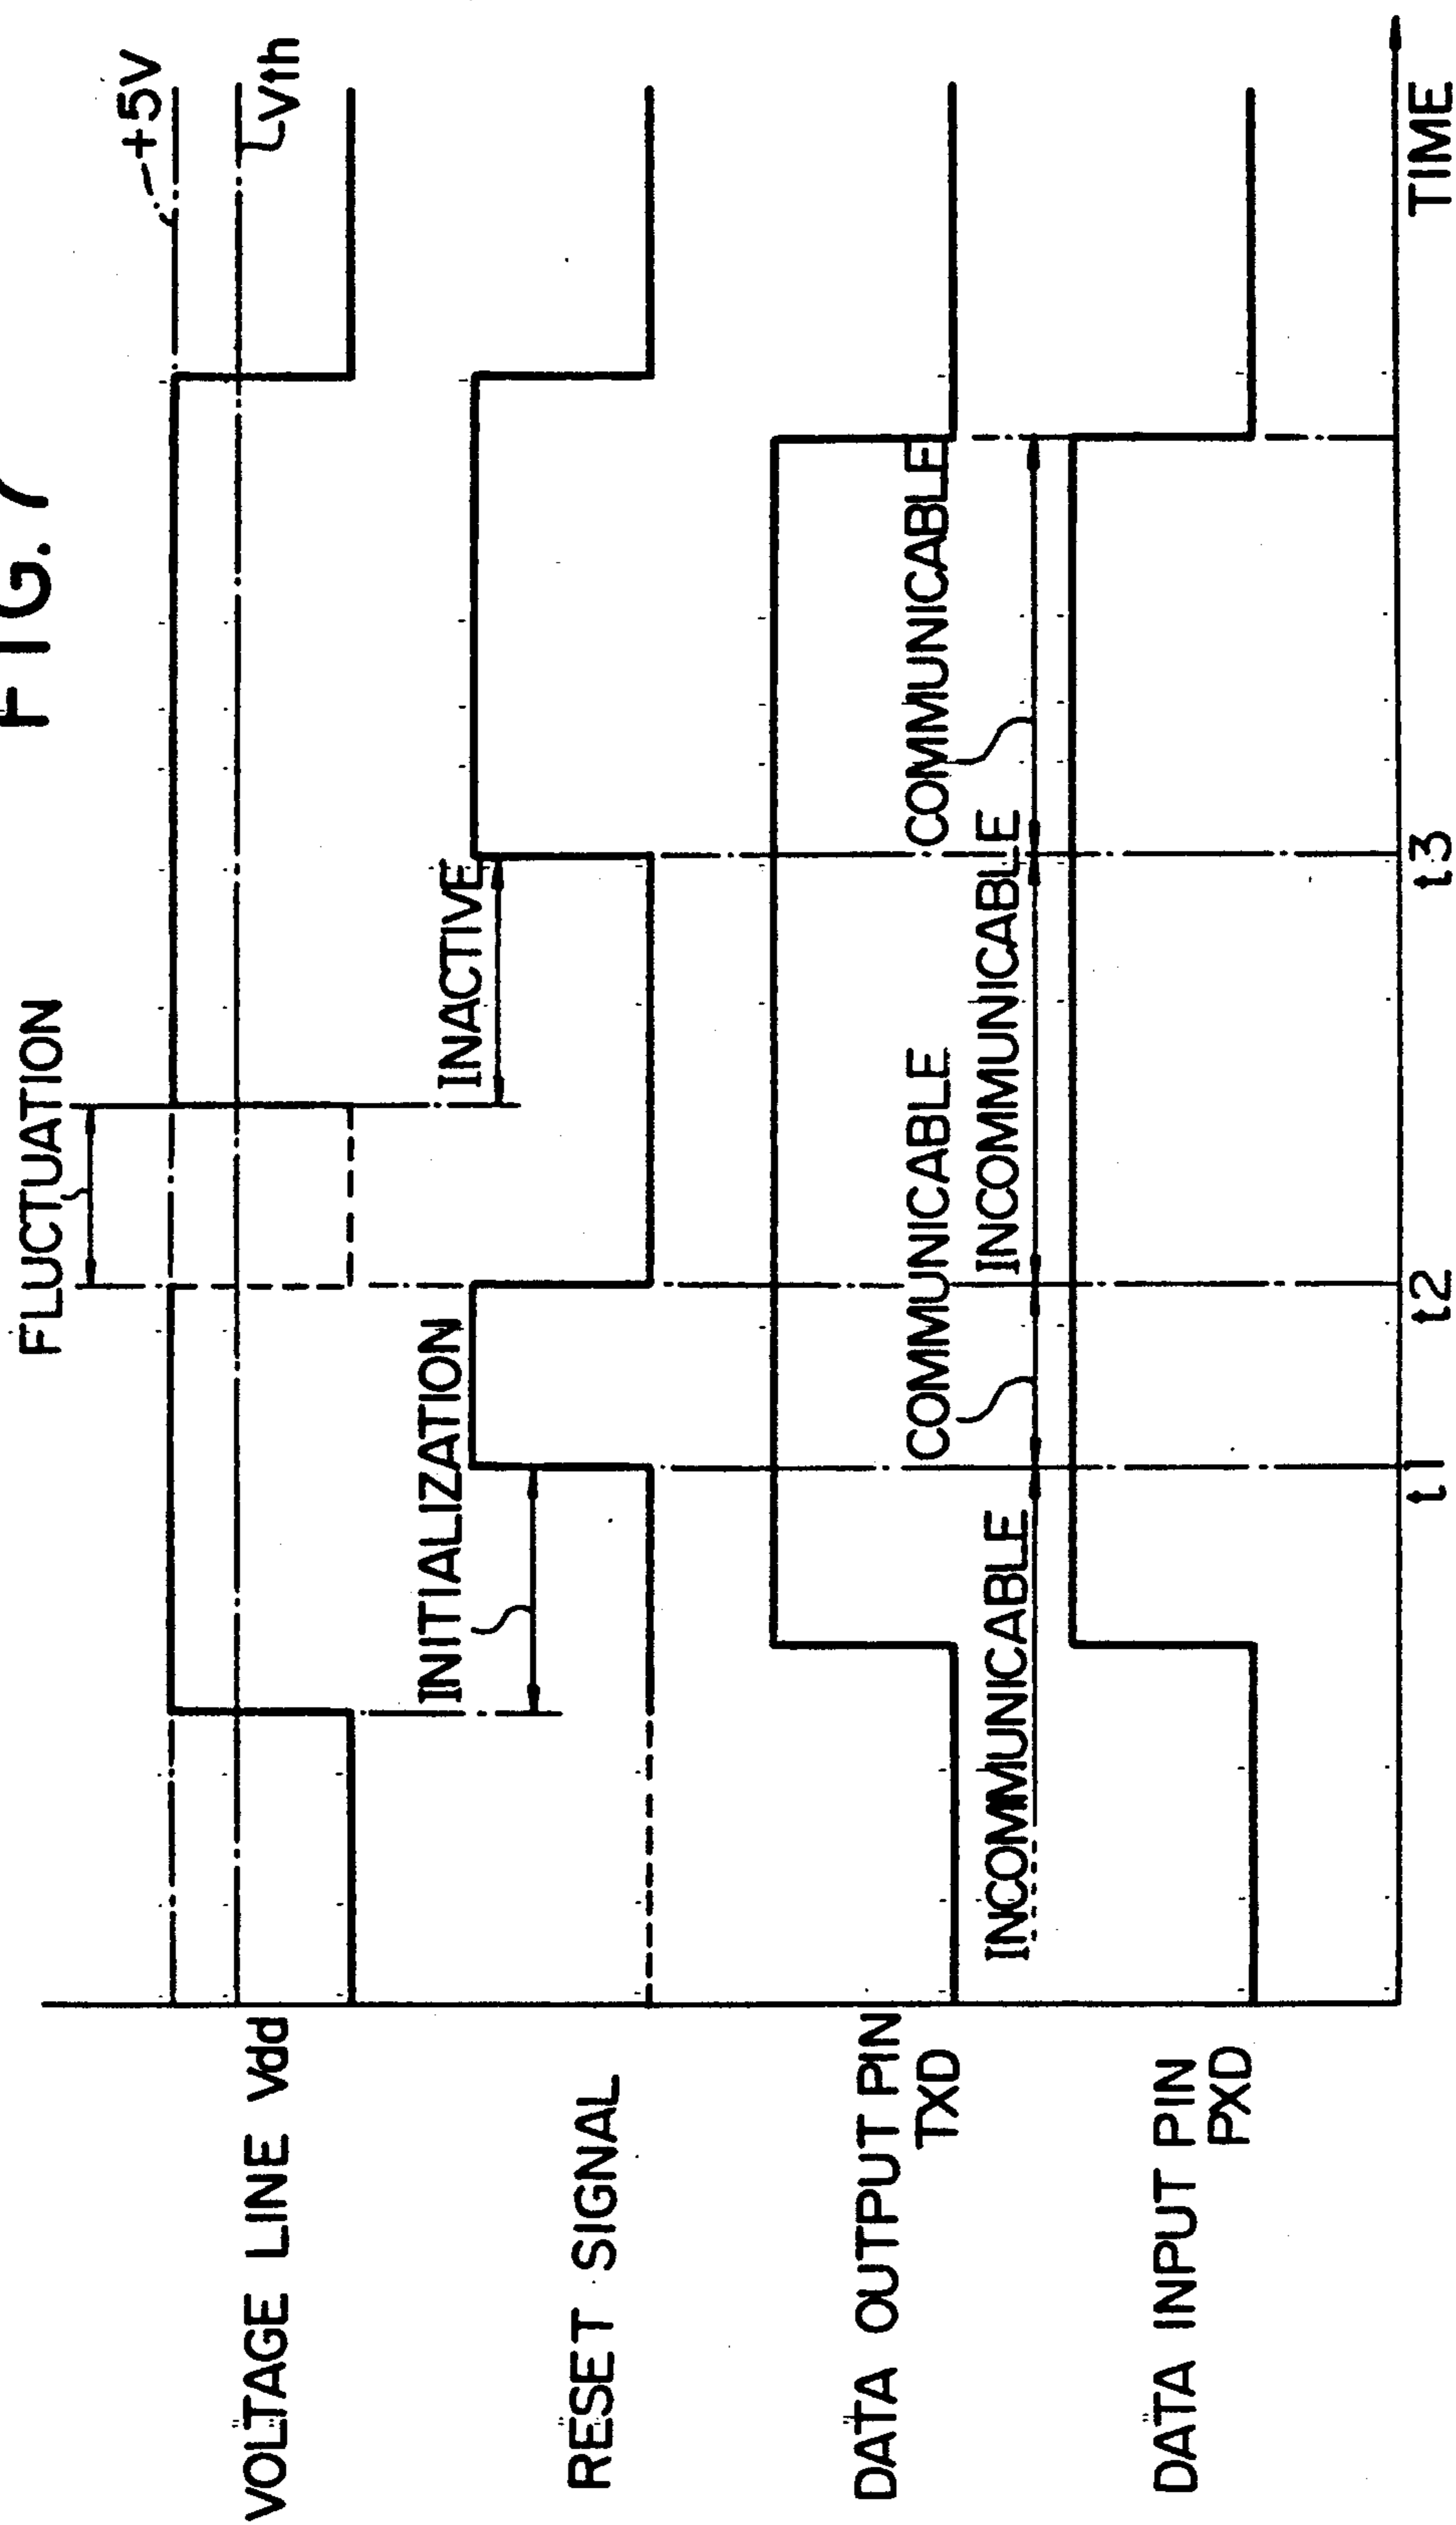 FIG. 7
FLUCTUATION
+5V
Vth
VOLTAGE LINE Vdd
INITIALIZATION
INACTIVE
RESET SIGNAL
DATA OUTPUT PIN
TXD
COMMUNICABLE
COMMUNICABLE
INCOMMUNICABLE
INCOMMUNICABLE
DATA INPUT PIN
PXD
t1
t2
t3
TIME